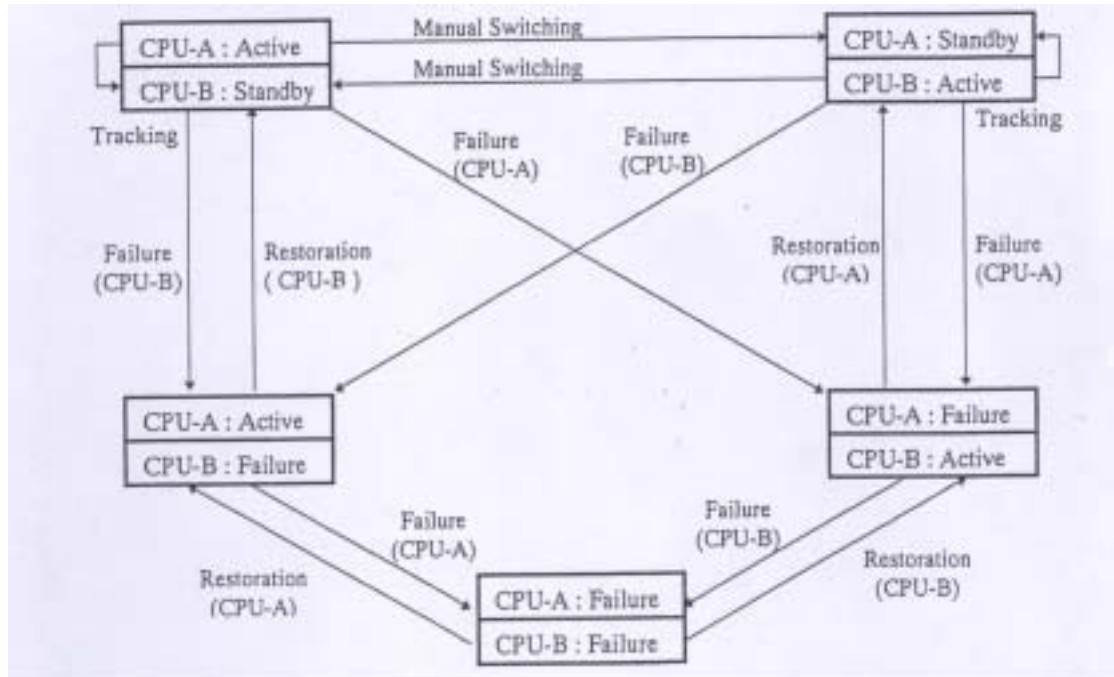 Manual Switching
CPU-A : Active
CPU-A : Standby
Manual Switching
CPU-B : Standby
CPU-B : Active
Tracking
Tracking
Failure
(CPU-A)
Failure
(CPU-B)
Failure
(CPU-B)
Restoration
( CPU-B )
Restoration
(CPU-A)
Failure
(CPU-A)
CPU-A : Active
CPU-B : Failure
CPU-A : Failure
CPU-B : Active
Failure
(CPU-A)
Failure
(CPU-B)
Restoration
(CPU-A)
Restoration
(CPU-B)
CPU-A : Failure
CPU-B : Failure